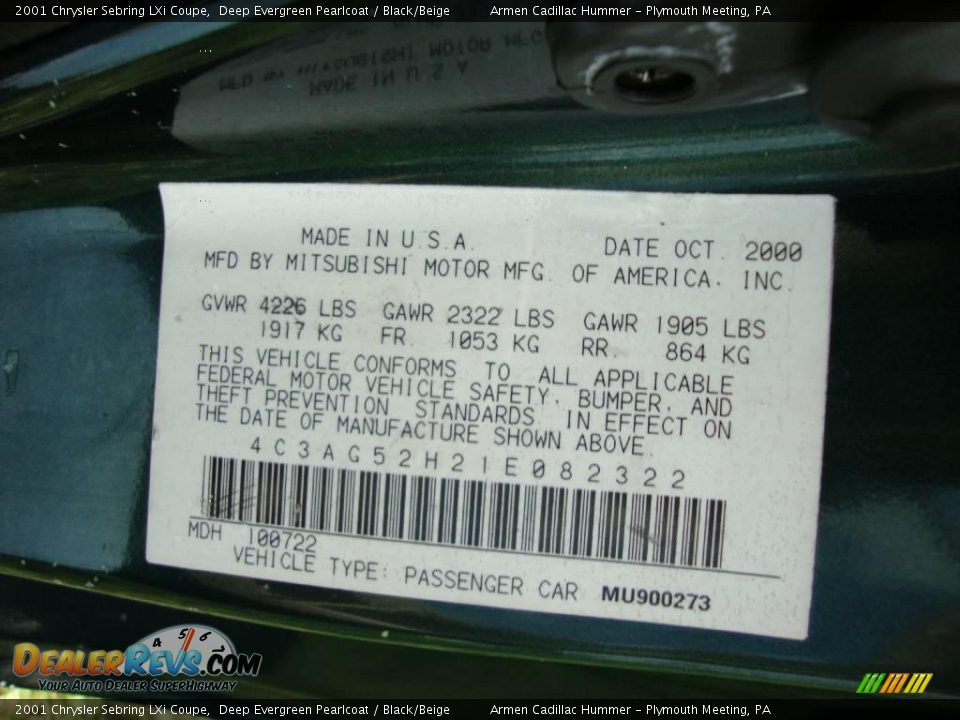 2001 Chrysler Sebring LXi Coupe,  Deep Evergreen Pearlcoat / Black/Beige     Armen Cadillac Hummer - Plymouth Meeting, PA
MADE IN U.S.A.     DATE OCT. 2000
MFD BY MITSUBISHI MOTOR MFG. OF AMERICA, INC.
GVWR 4226 LBS  GAWR 2322 LBS  GAWR 1905 LBS
1917 KG  FR. 1053 KG  RR. 864 KG
THIS VEHICLE CONFORMS TO ALL APPLICABLE
FEDERAL MOTOR VEHICLE SAFETY, BUMPER, AND
THEFT PREVENTION STANDARDS IN EFFECT ON
THE DATE OF MANUFACTURE SHOWN ABOVE.
4C3AG52H21E082322
MDH 100722
VEHICLE TYPE: PASSENGER CAR  MU900273
4 5 6
DEALERREVS.COM
YOUR AUTO DEALER SUPERHIGHWAY
2001 Chrysler Sebring LXi Coupe,  Deep Evergreen Pearlcoat / Black/Beige     Armen Cadillac Hummer - Plymouth Meeting, PA